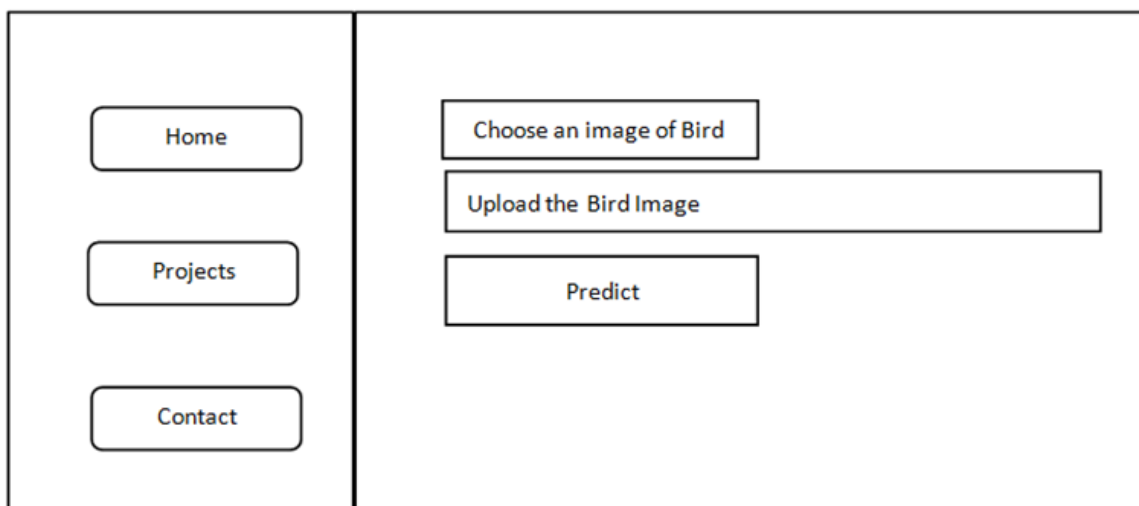 Home
Projects
Contact
Choose an image of Bird
Upload the Bird Image
Predict